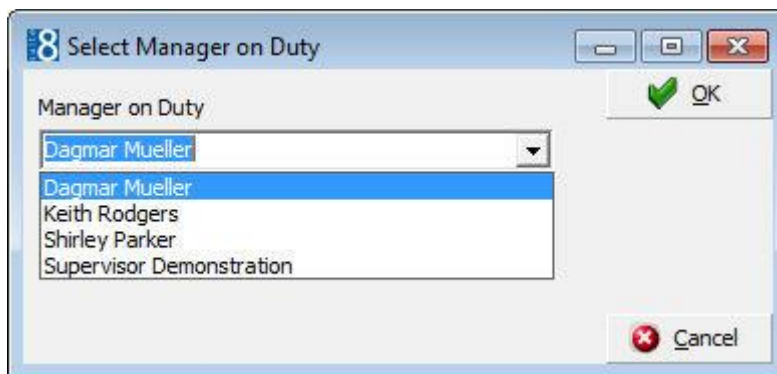 8 Select Manager on Duty
OK
Manager on Duty
Dagmar Mueller
Dagmar Mueller
Keith Rodgers
Shirley Parker
Supervisor Demonstration
Cancel